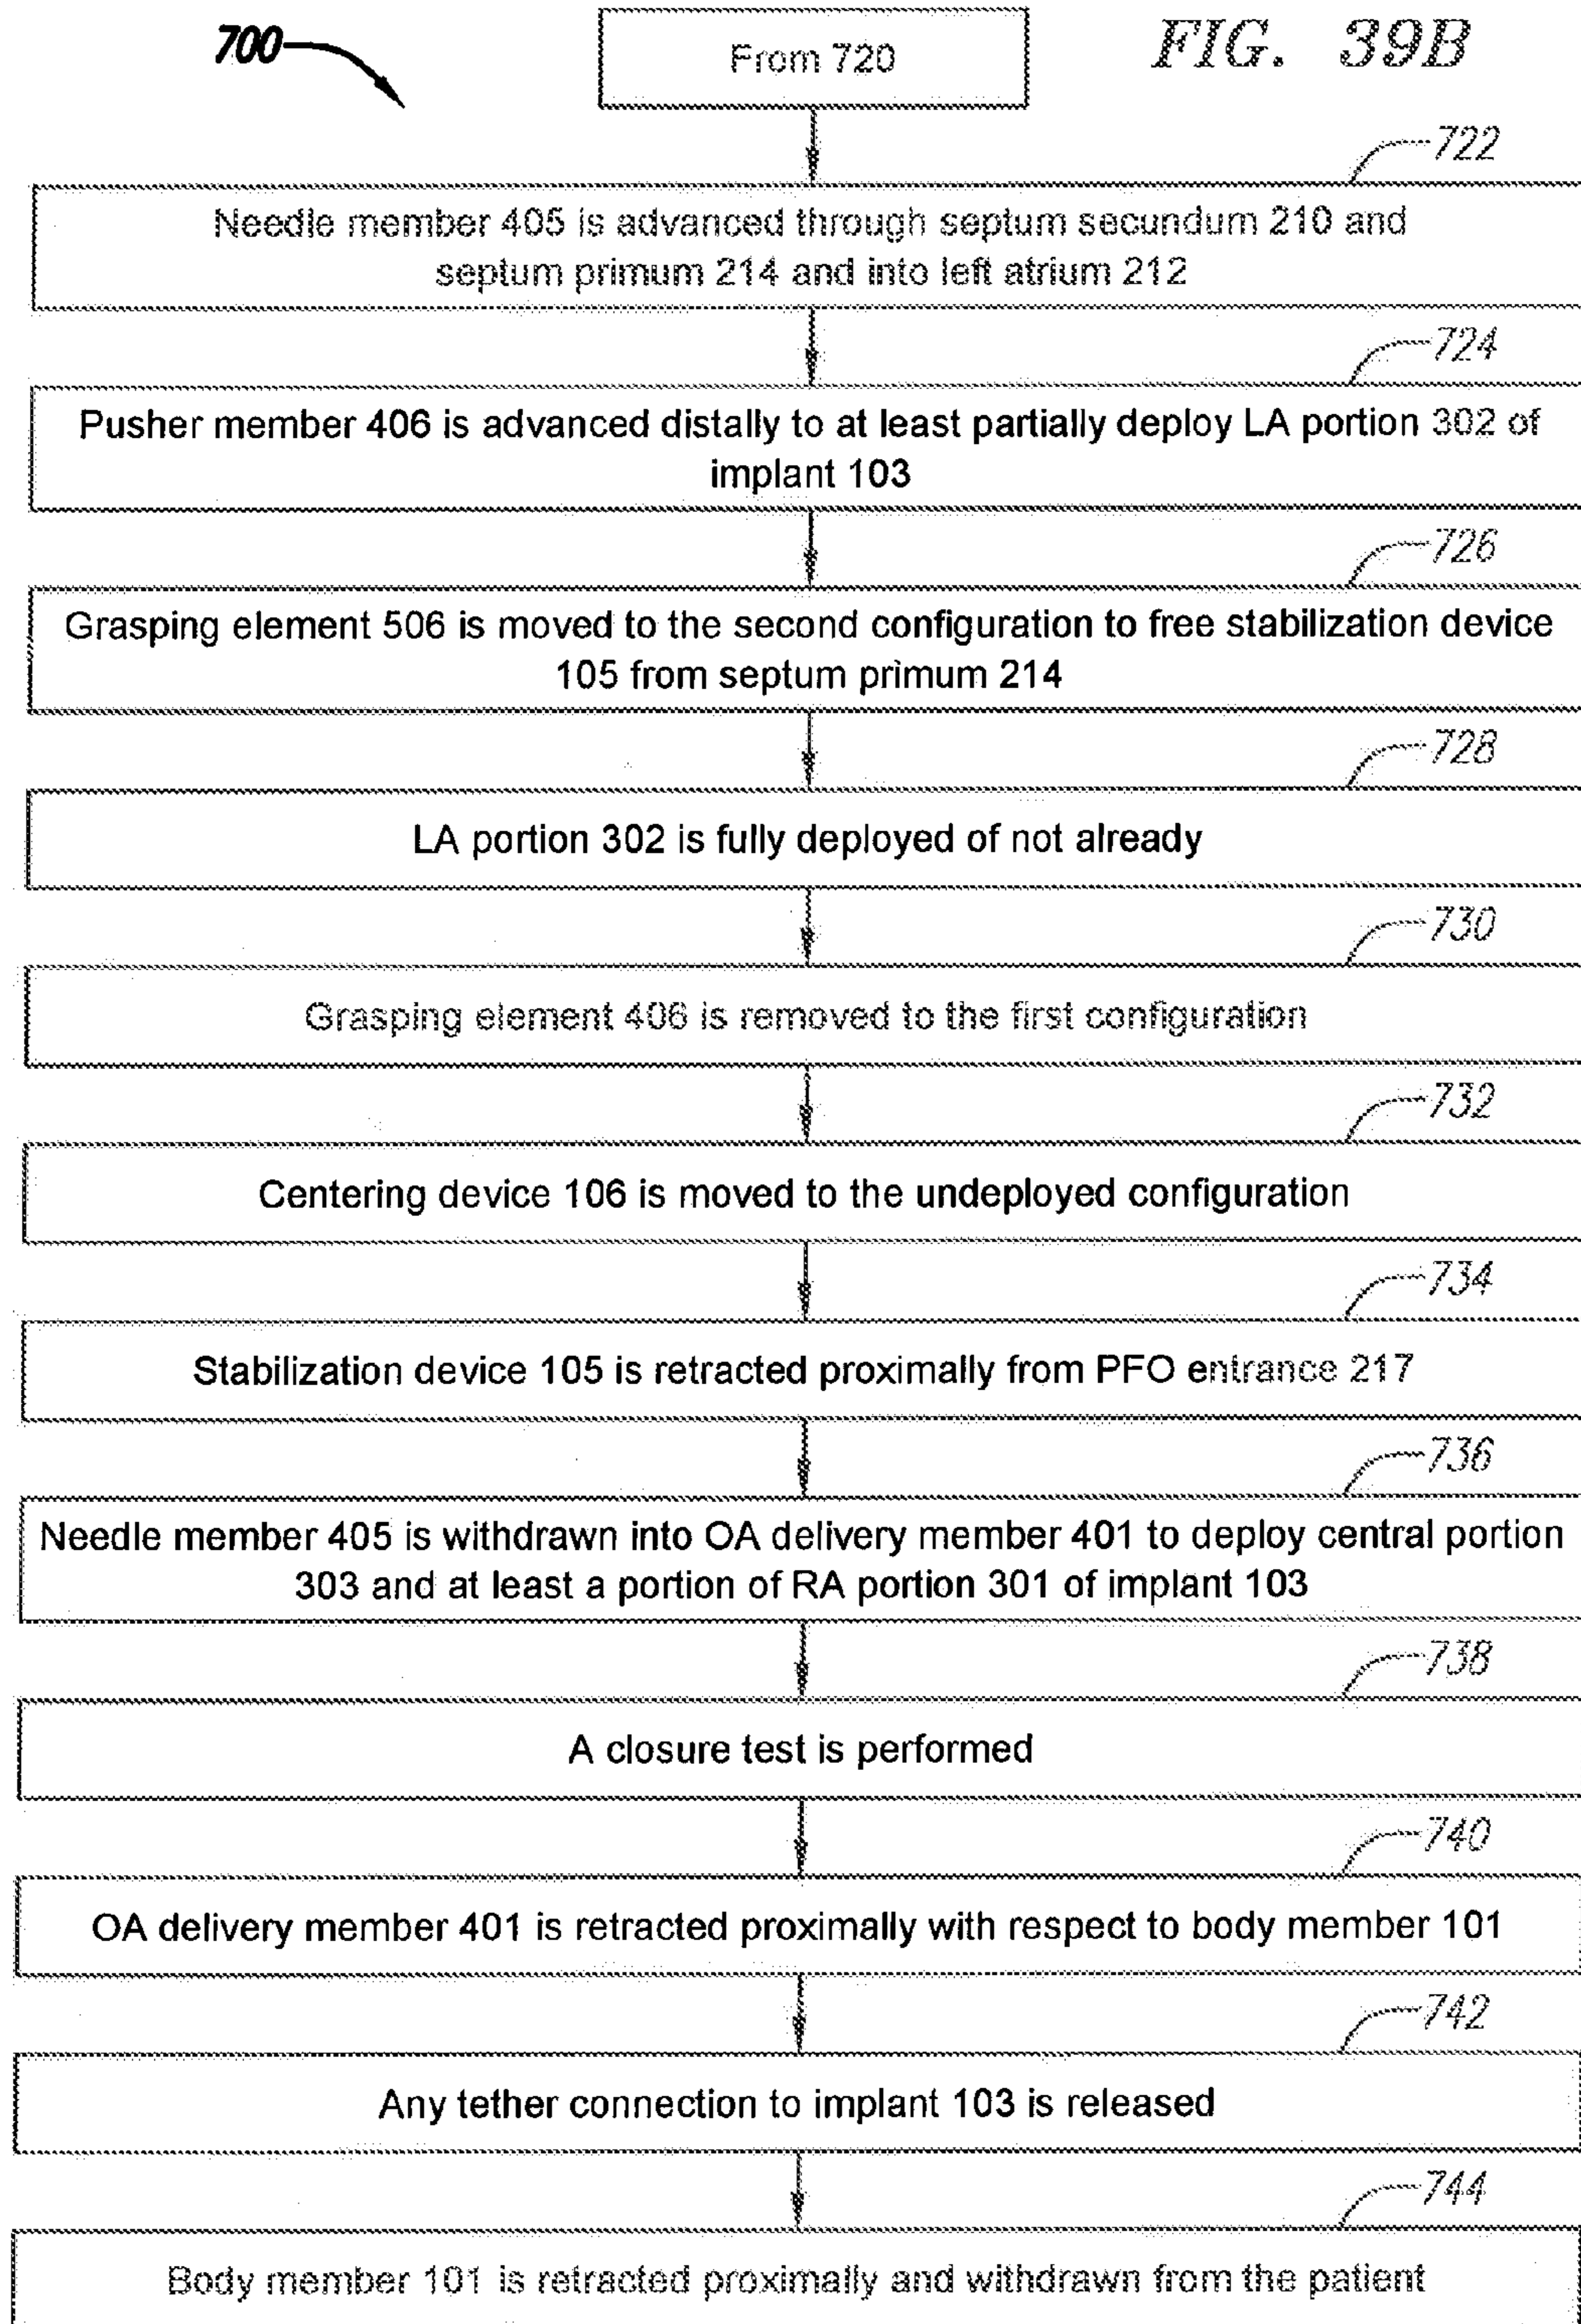 700
From 720
FIG. 39B
722
Needle member 405 is advanced through septum secundum 210 and
septum primum 214 and into left atrium 212
724
Pusher member 406 is advanced distally to at least partially deploy LA portion 302 of
implant 103
726
Grasping element 506 is moved to the second configuration to free stabilization device
105 from septum primum 214
728
LA portion 302 is fully deployed of not already
730
Grasping element 406 is removed to the first configuration
732
Centering device 106 is moved to the undeployed configuration
734
Stabilization device 105 is retracted proximally from PFO entrance 217
736
Needle member 405 is withdrawn into OA delivery member 401 to deploy central portion
303 and at least a portion of RA portion 301 of implant 103
738
A closure test is performed
740
OA delivery member 401 is retracted proximally with respect to body member 101
742
Any tether connection to implant 103 is released
744
Body member 101 is retracted proximally and withdrawn from the patient